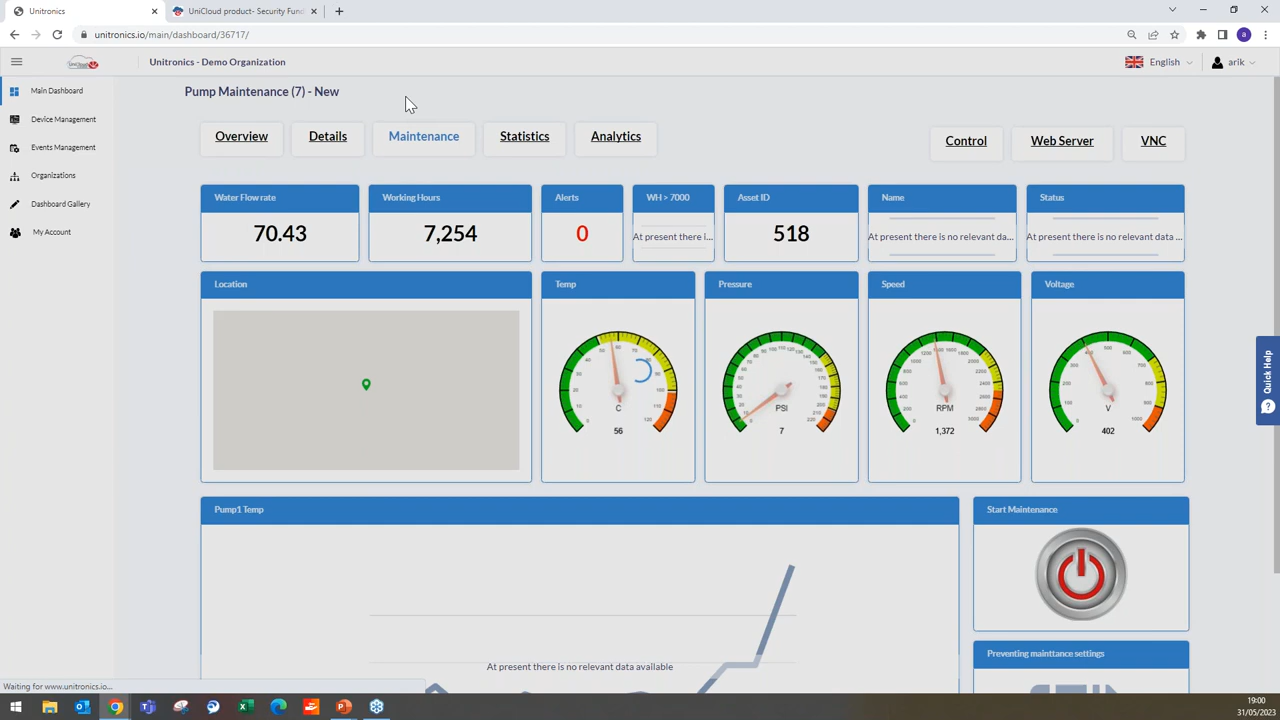 Unitronics
UniCloud product- Security Fund
unitronics.io/main/dashboard/36717/
a
UniCloud
Unitronics - Demo Organization
English
arik
Main Dashboard
Device Management
Events Management
Organizations
Dashboard Gallery
My Account
Pump Maintenance (7) - New
Overview
Details
Maintenance
Statistics
Analytics
Control
Web Server
VNC
Water Flow rate
70.43
Working Hours
7,254
Alerts
0
WH > 7000
At present there i...
Asset ID
518
Name
At present there is no relevant da...
Status
At present there is no relevant data ...
Location
Temp
C
56
Pressure
PSI
7
Speed
RPM
1,372
Voltage
V
402
Pump1 Temp
At present there is no relevant data available
Start Maintenance
Preventing mainttance settings
Quick Help
Waiting for www.unitronics.io...
19:00
31/05/2023